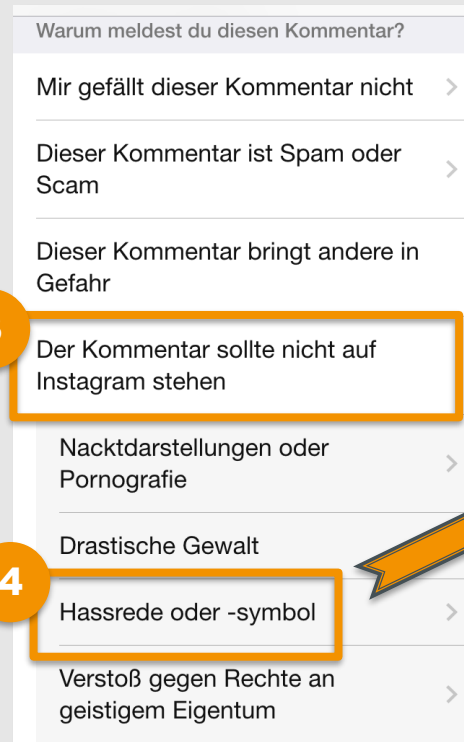 Warum meldest du diesen Kommentar?
Mir gefällt dieser Kommentar nicht
Dieser Kommentar ist Spam oder
Scam
Dieser Kommentar bringt andere in
Gefahr
Der Kommentar sollte nicht auf
Instagram stehen
Nacktdarstellungen oder
Pornografie
Drastische Gewalt
4
Hassrede oder -symbol
Verstoß gegen Rechte an
geistigem Eigentum